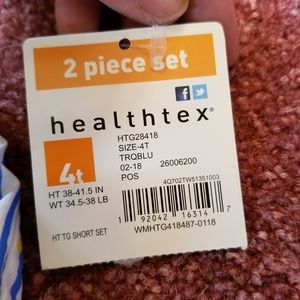 2 piece set
healthtex®
HTG28418
SIZE-4T
TRQBLU
02-18 26006200
POS
4t
4Q702TW51351003
HT 38-41.5 IN
WT 34.5-38 LB
HT TG SHORT SET
1 92042 16314 7
WMHTG418487-0118